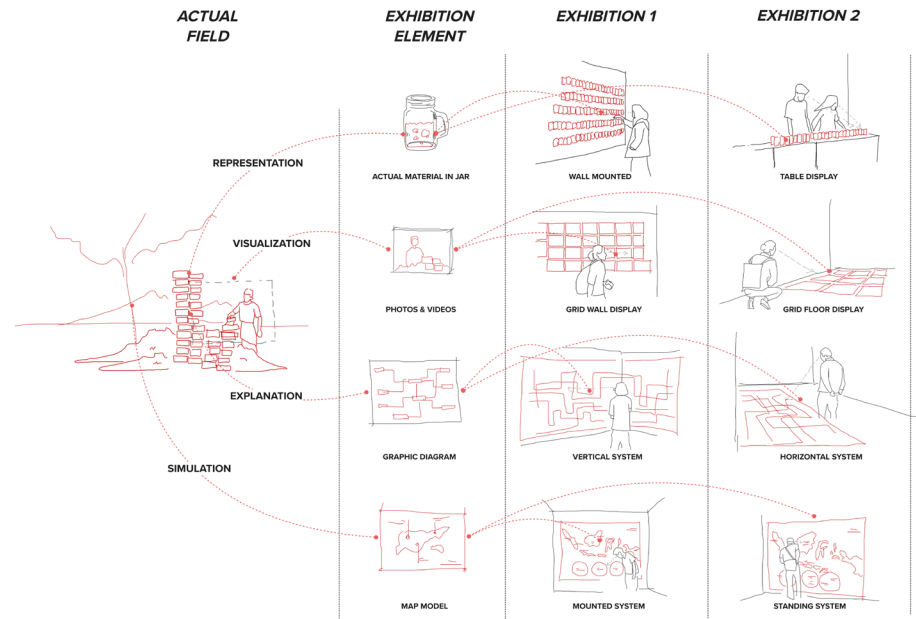 ACTUAL
FIELD
EXHIBITION
ELEMENT
EXHIBITION 1
EXHIBITION 2
REPRESENTATION
ACTUAL MATERIAL IN JAR
WALL MOUNTED
TABLE DISPLAY
VISUALIZATION
PHOTOS & VIDEOS
GRID WALL DISPLAY
GRID FLOOR DISPLAY
EXPLANATION
GRAPHIC DIAGRAM
VERTICAL SYSTEM
HORIZONTAL SYSTEM
SIMULATION
MAP MODEL
MOUNTED SYSTEM
STANDING SYSTEM